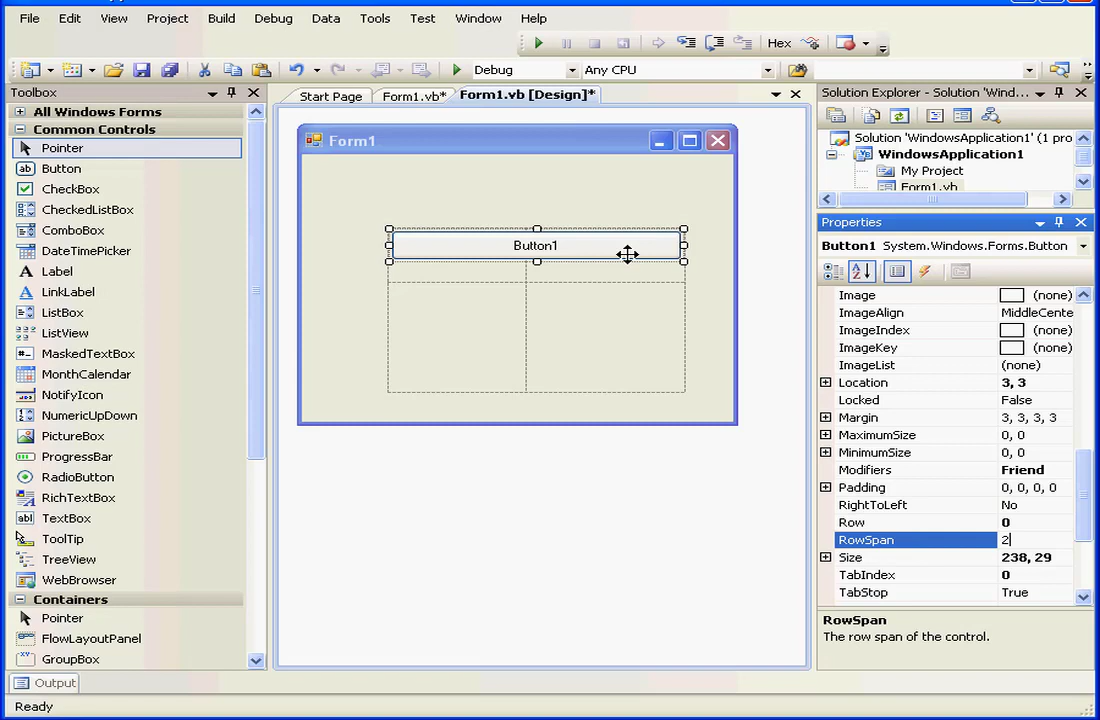 File Edit View Project Build Debug Data Tools Test Window Help
Hex
Debug Any CPU
Toolbox
All Windows Forms
Common Controls
Pointer
Button
CheckBox
CheckedListBox
ComboBox
DateTimePicker
Label
LinkLabel
ListBox
ListView
MaskedTextBox
MonthCalendar
NotifyIcon
NumericUpDown
PictureBox
ProgressBar
RadioButton
RichTextBox
TextBox
ToolTip
TreeView
WebBrowser
Containers
Pointer
FlowLayoutPanel
GroupBox
Start Page Form1.vb* Form1.vb [Design]*
Form1
Button1
Solution Explorer - Solution 'Wind...
Solution 'WindowsApplication1' (1 pro
WindowsApplication1
My Project
Form1.vb
Properties
Button1 System.Windows.Forms.Button
Image (none)
ImageAlign MiddleCente
ImageIndex (none)
ImageKey (none)
ImageList (none)
Location 3, 3
Locked False
Margin 3, 3, 3, 3
MaximumSize 0, 0
MinimumSize 0, 0
Modifiers Friend
Padding 0, 0, 0, 0
RightToLeft No
Row 0
RowSpan 2
Size 238, 29
TabIndex 0
TabStop True
RowSpan
The row span of the control.
Output
Ready